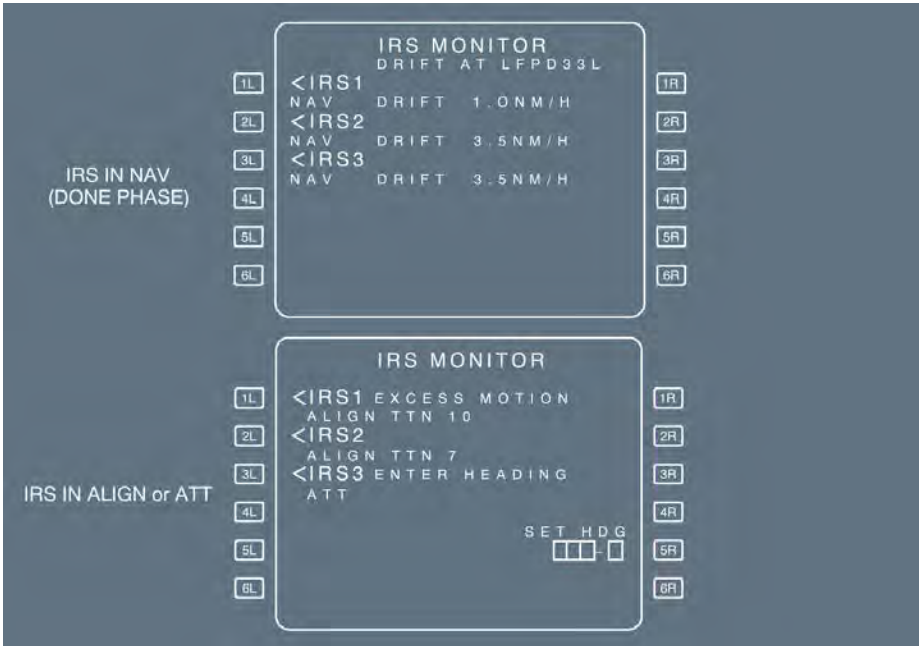 IRS MONITOR
DRIFT AT LFPD33L
1L <IRS1 1R
NAV DRIFT 1.0NM/H
2L <IRS2 2R
NAV DRIFT 3.5NM/H
3L <IRS3 3R
NAV DRIFT 3.5NM/H
IRS IN NAV
(DONE PHASE)
4L 4R
5L 5R
6L 6R
IRS MONITOR
1L <IRS1 EXCESS MOTION 1R
ALIGN TTN 10
2L <IRS2 2R
ALIGN TTN 7
3L <IRS3 ENTER HEADING 3R
ATT
IRS IN ALIGN or ATT
4L 4R
SET HDG
5L - 5R
6L 6R